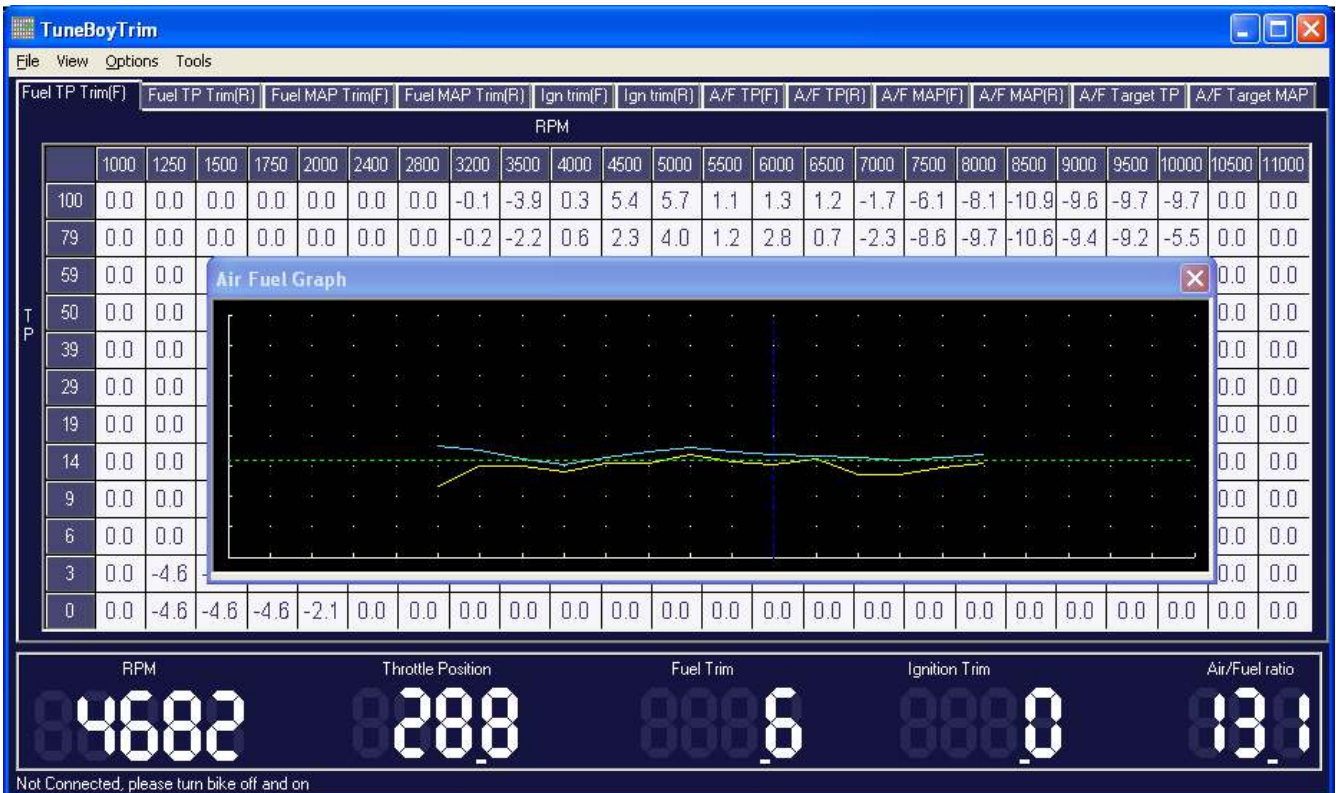 TuneBoyTrim
File View Options Tools
Fuel TP Trim(F) Fuel TP Trim(R) Fuel MAP Trim(F) Fuel MAP Trim(R) Ign trim(F) Ign trim(R) A/F TP(F) A/F TP(R) A/F MAP(F) A/F MAP(R) A/F Target TP A/F Target MAP
RPM
1000 1250 1500 1750 2000 2400 2800 3200 3500 4000 4500 5000 5500 6000 6500 7000 7500 8000 8500 9000 9500 10000 10500 11000
100 0.0 0.0 0.0 0.0 0.0 0.0 0.0 -0.1 -3.9 0.3 5.4 5.7 1.1 1.3 1.2 -1.7 -6.1 -8.1 -10.9 -9.6 -9.7 -9.7 0.0 0.0
79 0.0 0.0 0.0 0.0 0.0 0.0 0.0 -0.2 -2.2 0.6 2.3 4.0 1.2 2.8 0.7 -2.3 -8.6 -9.7 -10.6 -9.4 -9.2 -5.5 0.0 0.0
Air Fuel Graph
59 0.0 0.0 0.0 0.0
TP
50 0.0 0.0 0.0 0.0
39 0.0 0.0 0.0 0.0
29 0.0 0.0 0.0 0.0
19 0.0 0.0 0.0 0.0
14 0.0 0.0 0.0 0.0
9 0.0 0.0 0.0 0.0
6 0.0 0.0 0.0 0.0
3 0.0 -4.6 0.0 0.0
0 0.0 -4.6 -4.6 -4.6 -2.1 0.0 0.0 0.0 0.0 0.0 0.0 0.0 0.0 0.0 0.0 0.0 0.0 0.0 0.0 0.0 0.0 0.0 0.0 0.0
RPM Throttle Position Fuel Trim Ignition Trim Air/Fuel ratio
4682 28.8 .6 .0 13.1
Not Connected, please turn bike off and on